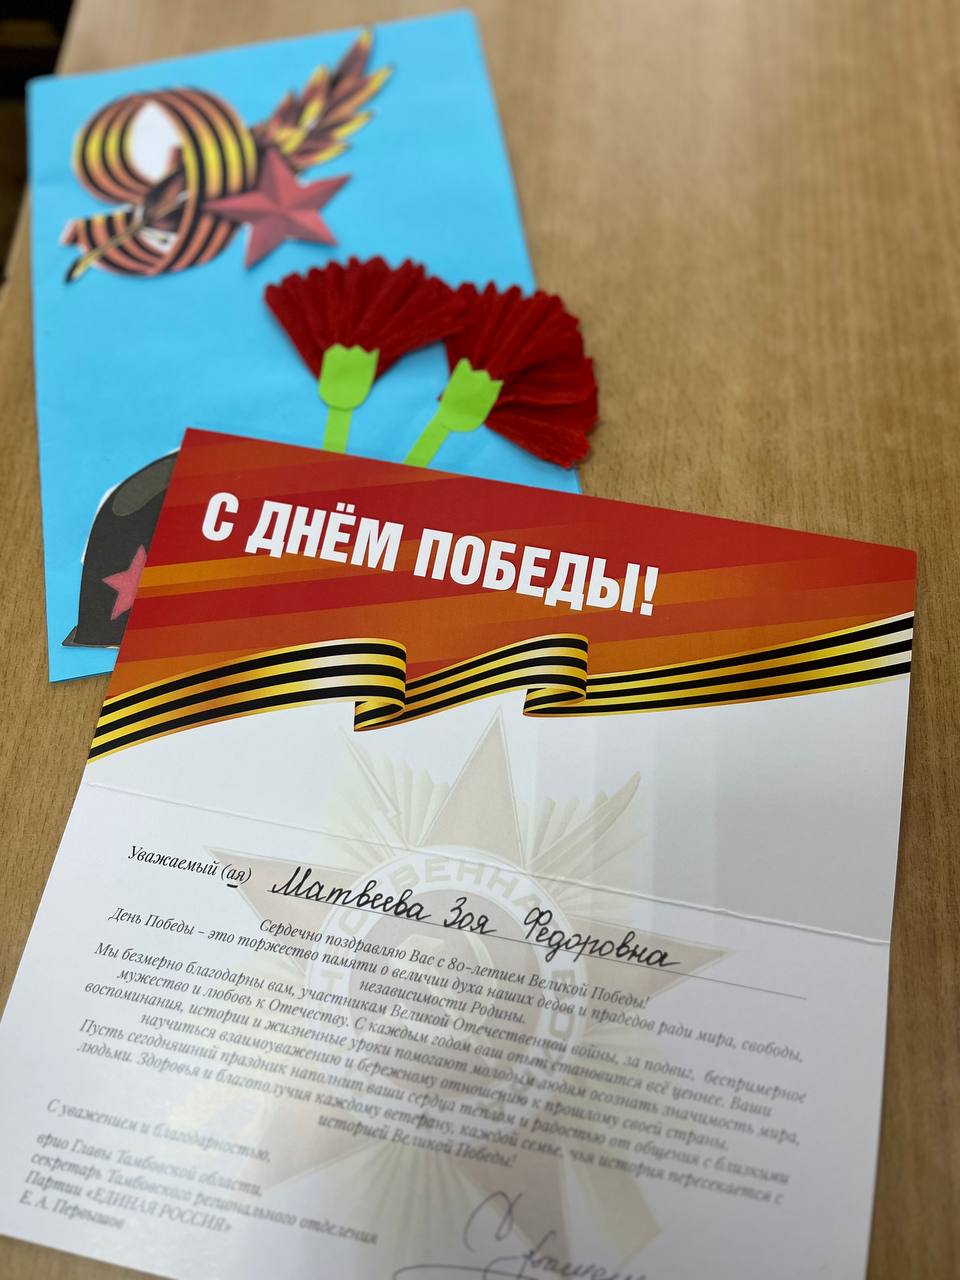 9
С ДНЁМ ПОБЕДЫ!
Уважаемый (ая) Матвеева Зоя Федоровна
Сердечно поздравляю Вас с 80-летием Великой Победы!
День Победы – это торжество памяти о величии духа наших дедов и прадедов ради мира, свободы,
независимости Родины.
Мы безмерно благодарны вам, участникам Великой Отечественной войны, за подвиг, беспримерное
мужество и любовь к Отечеству. С каждым годом ваш опыт становится всё ценнее. Ваши
воспоминания, истории и жизненные уроки помогают молодым людям осознать значимость мира,
научиться взаимоуважению и бережному отношению к прошлому своей страны.
Пусть сегодняшний праздник наполнит ваши сердца теплом и радостью от общения с близкими
людьми. Здоровья и благополучия каждому ветерану, каждой семье, чья история пересекается с
историей Великой Победы!
С уважением и благодарностью,
врио Главы Тамбовской области,
секретарь Тамбовского регионального отделения
Партии «ЕДИНАЯ РОССИЯ»
Е. А. Первышов